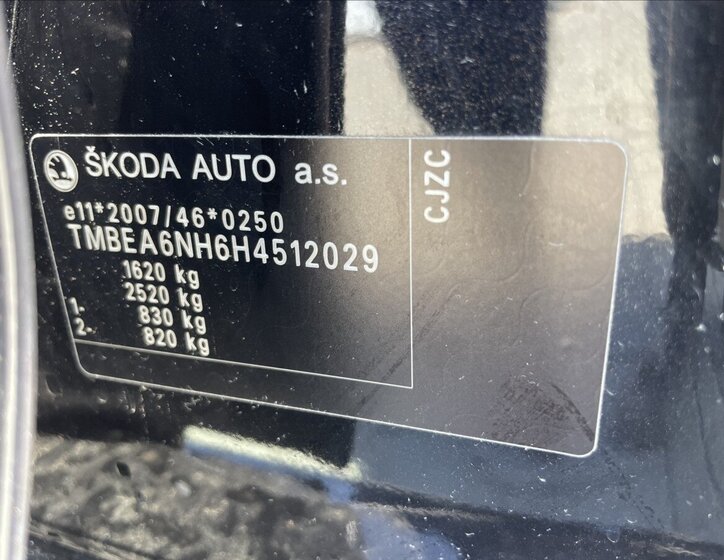 ŠKODA AUTO a.s.
e11*2007/46*0250
TMBEA6NH6H4512029
1620 kg
2520 kg
1- 830 kg
2- 820 kg
CJZC